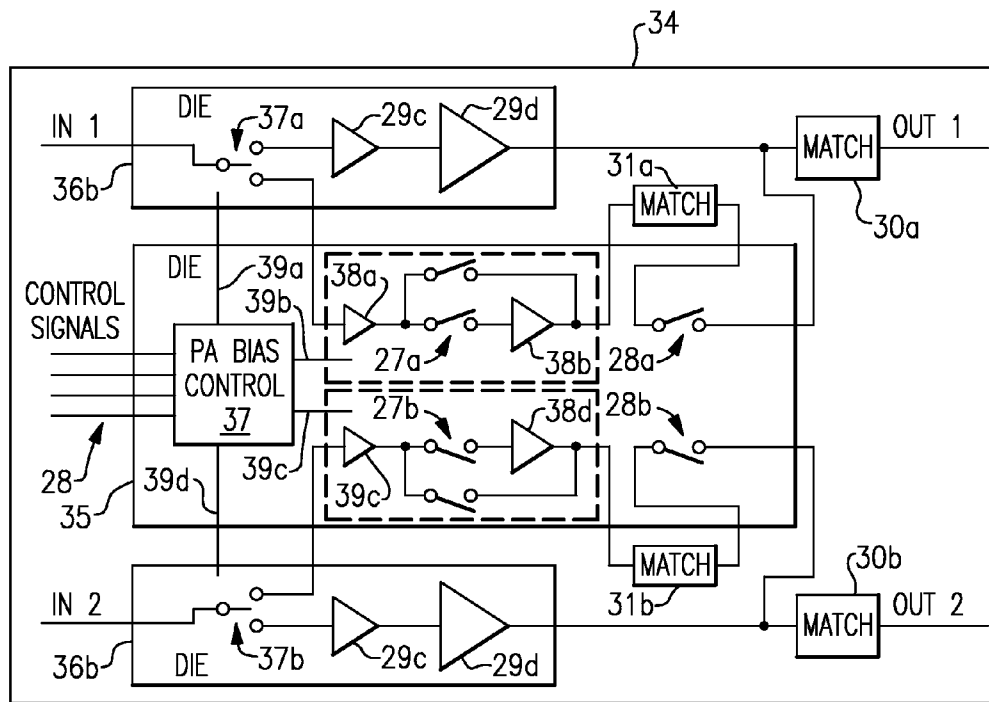 34
DIE
37a
29c
29d
IN 1
36b
31a
MATCH
MATCH
OUT 1
30a
DIE
39a
CONTROL
SIGNALS
38a
39b
27a
38b
28a
PA BIAS
CONTROL
37
27b
38d
28b
28
39c
39c
35
39d
MATCH
31b
30b
IN 2
36b
DIE
37b
29c
29d
MATCH
OUT 2